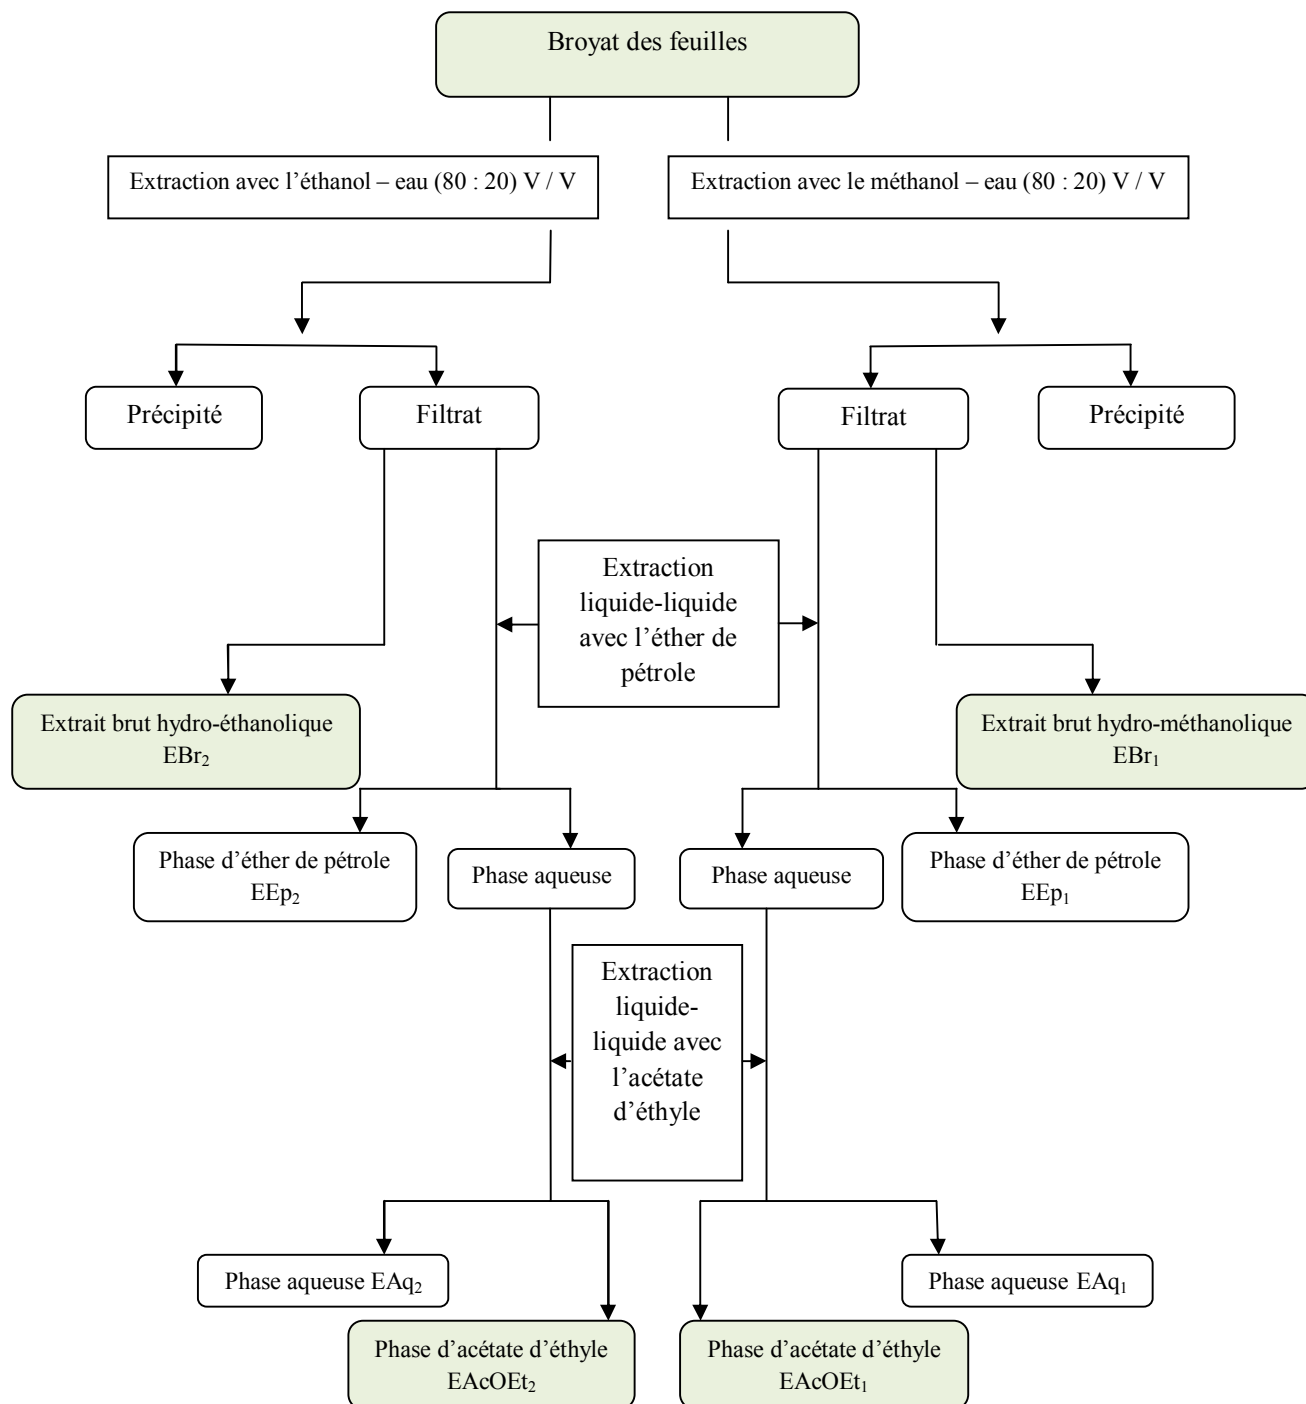 Broyat des feuilles
Extraction avec l’éthanol – eau (80 : 20) V / V
Extraction avec le méthanol – eau (80 : 20) V / V
Précipité
Filtrat
Filtrat
Précipité
Extraction
liquide-liquide
avec l’éther de
pétrole
Extrait brut hydro-éthanolique
EBr₂
Extrait brut hydro-méthanolique
EBr₁
Phase d’éther de pétrole
EEp₂
Phase aqueuse
Phase aqueuse
Phase d’éther de pétrole
EEp₁
Extraction
liquide-
liquide avec
l’acétate
d’éthyle
Phase aqueuse EAq₂
Phase aqueuse EAq₁
Phase d’acétate d’éthyle
EAcOEt₂
Phase d’acétate d’éthyle
EAcOEt₁